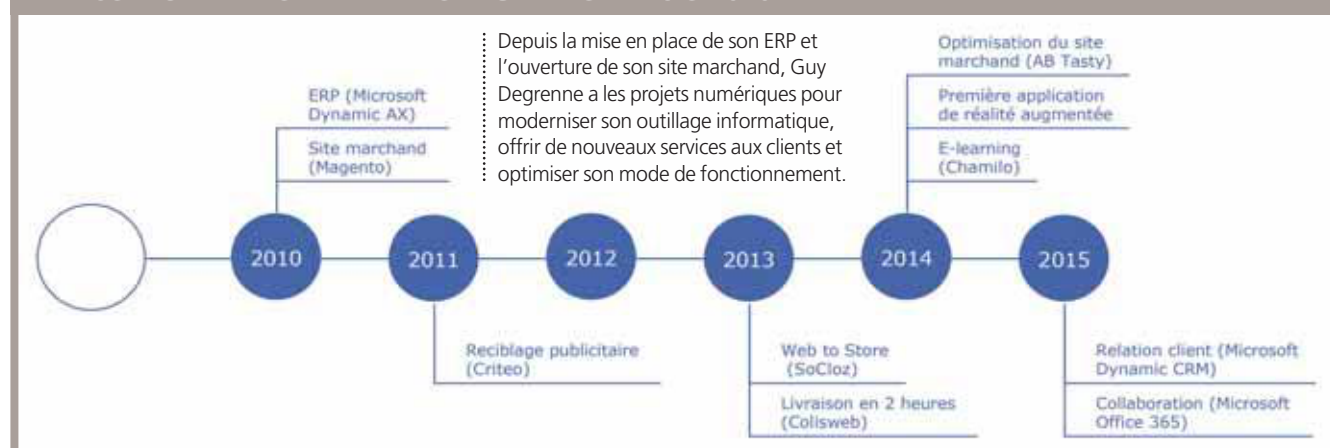 Depuis la mise en place de son ERP et
l'ouverture de son site marchand, Guy
Degrenne a les projets numériques pour
moderniser son outillage informatique,
offrir de nouveaux services aux clients et
optimiser son mode de fonctionnement.
ERP (Microsoft
Dynamic AX)
Site marchand
(Magento)
Optimisation du site
marchand (AB Tasty)
Première application
de réalité augmentée
E-learning
(Chamilo)
2010
2011
2012
2013
2014
2015
Reciblage publicitaire
(Criteo)
Web to Store
(SoCloz)
Livraison en 2 heures
(Colisweb)
Relation client (Microsoft
Dynamic CRM)
Collaboration (Microsoft
Office 365)